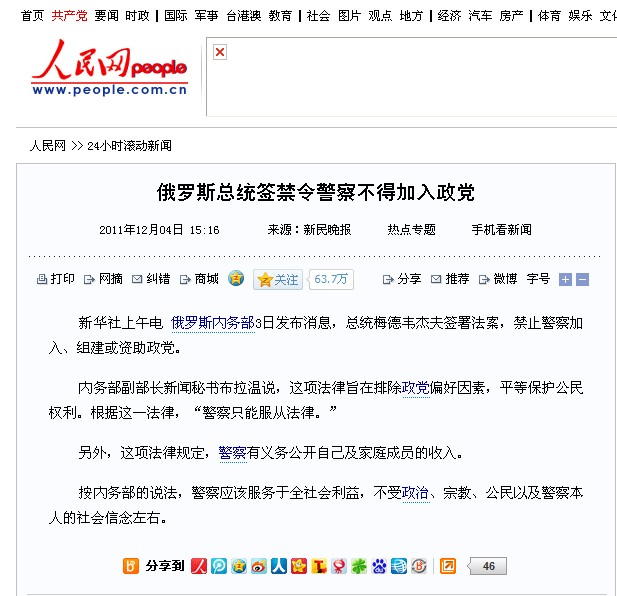 首页 共产党 要闻 时政 | 国际 军事 台港澳 教育 | 社会 图片 观点 地方 | 经济 汽车 房产 | 体育 娱乐
人民网 people
www.people.com.cn
人民网 >> 24小时滚动新闻
俄罗斯总统签禁令警察不得加入政党
2011年12月04日 15:16 来源：新民晚报 热点专题 手机看新闻
打印 网摘 纠错 商城 关注 63.7万 分享 推荐 微博 字号
新华社上午电 俄罗斯内务部3日发布消息，总统梅德韦杰夫签署法案，禁止警察加
入、组建或资助政党。
内务部副部长新闻秘书布拉温说，这项法律旨在排除政党偏好因素，平等保护公民
权利。根据这一法律，“警察只能服从法律。”
另外，这项法律规定，警察有义务公开自己及家庭成员的收入。
按内务部的说法，警察应该服务于全社会利益，不受政治、宗教、公民以及警察本
人的社会信念左右。
分享到 46